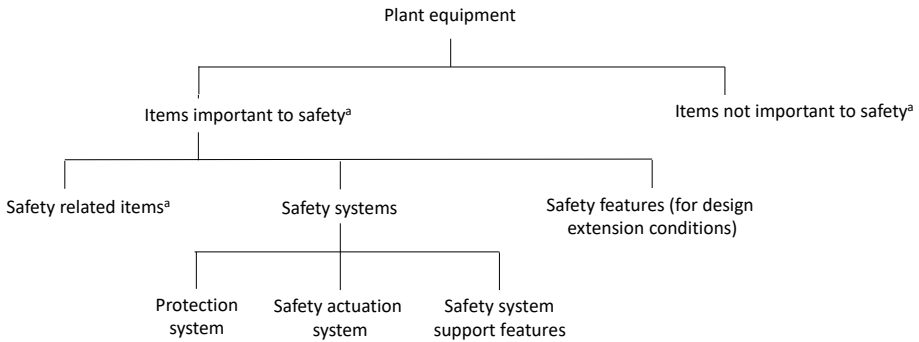 Plant equipment
Items important to safetyᵃ
Items not important to safetyᵃ
Safety related itemsᵃ
Safety systems
Safety features (for design
extension conditions)
Protection
system
Safety actuation
system
Safety system
support features